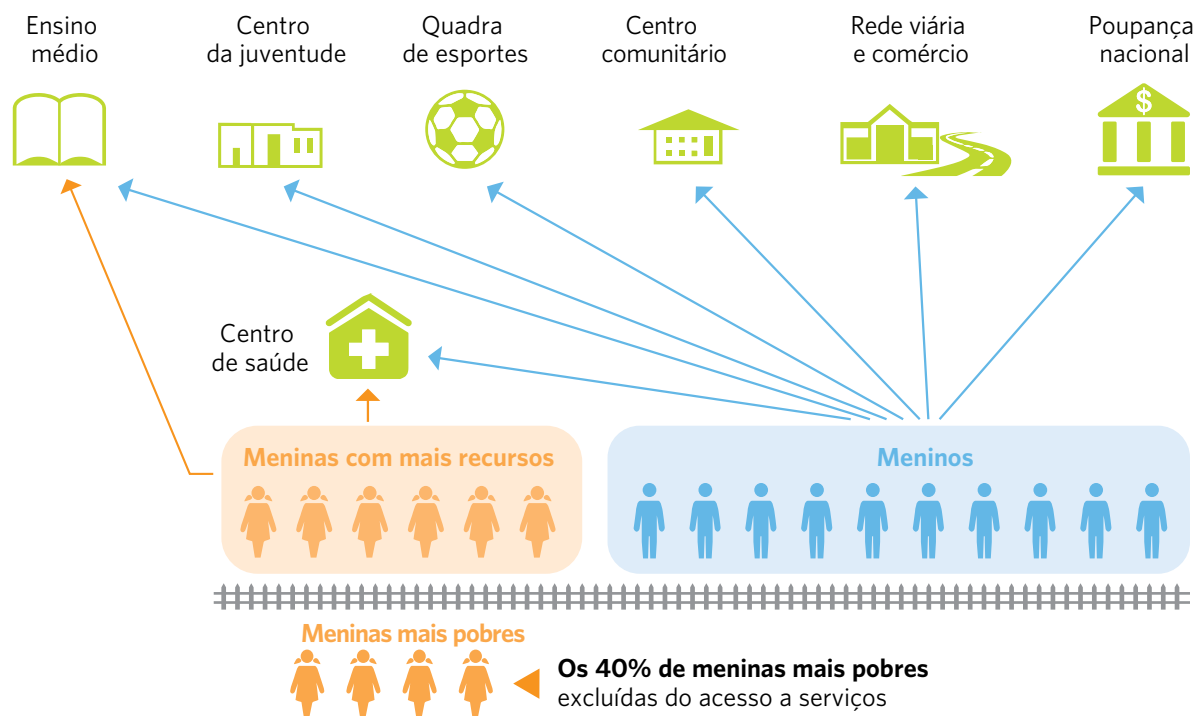 Ensino
médio
Centro
da juventude
Quadra
de esportes
Centro
comunitário
Rede viária
e comércio
Poupança
nacional
$
Centro
de saúde
Meninas com mais recursos
Meninos
Meninas mais pobres
Os 40% de meninas mais pobres
excluídas do acesso a serviços